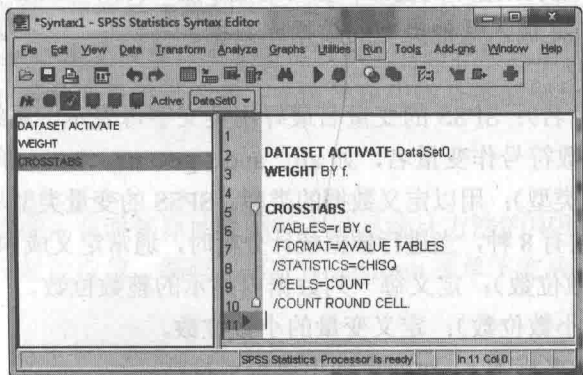 *Syntax1 - SPSS Statistics Syntax Editor
File Edit View Data Transform Analyze Graphs Utilities Run Tools Add-ons Window Help
Active: DataSet0
DATASET ACTIVATE
WEIGHT
CROSSTABS
1
2 DATASET ACTIVATE DataSet0.
3 WEIGHT BY f.
4
5 CROSSTABS
6 /TABLES=r BY c
7 /FORMAT=AVALUE TABLES
8 /STATISTICS=CHISQ
9 /CELLS=COUNT
10 /COUNT ROUND CELL.
11
SPSS Statistics Processor is ready In 11 Col 0